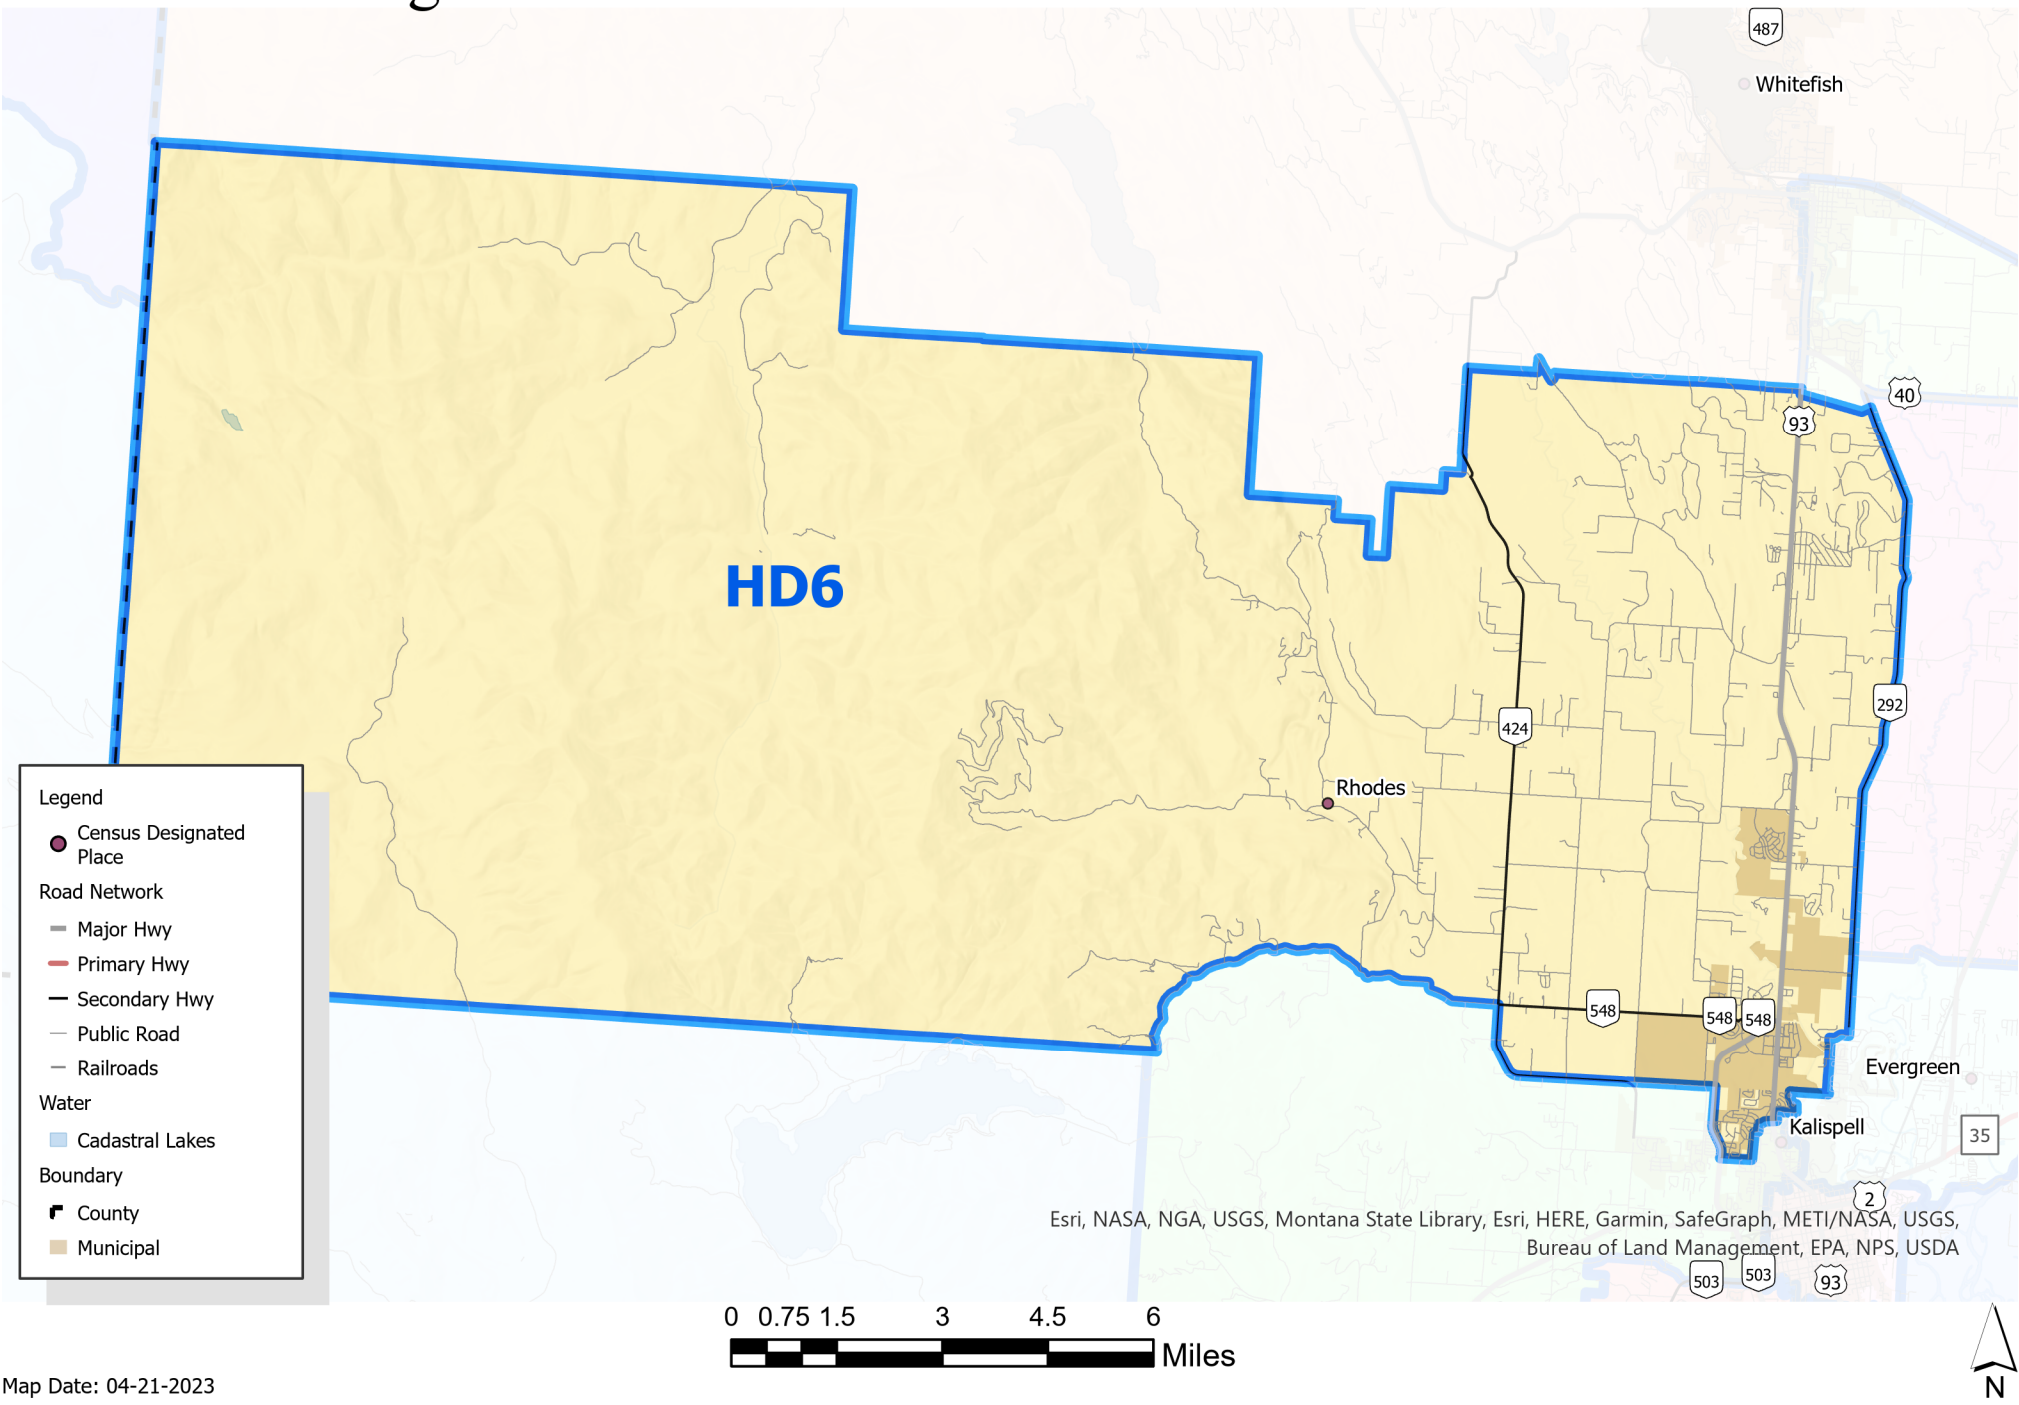 487
Whitefish
40
93
HD6
292
424
Rhodes
Legend
Census Designated
Place
Road Network
Major Hwy
Primary Hwy
Secondary Hwy
Public Road
Railroads
Water
Cadastral Lakes
Boundary
County
Municipal
548
548
548
Evergreen
Kalispell
35
2
Esri, NASA, NGA, USGS, Montana State Library, Esri, HERE, Garmin, SafeGraph, METI/NASA, USGS,
Bureau of Land Management, EPA, NPS, USDA
503
503
93
0 0.75 1.5 3 4.5 6
Miles
N
Map Date: 04-21-2023